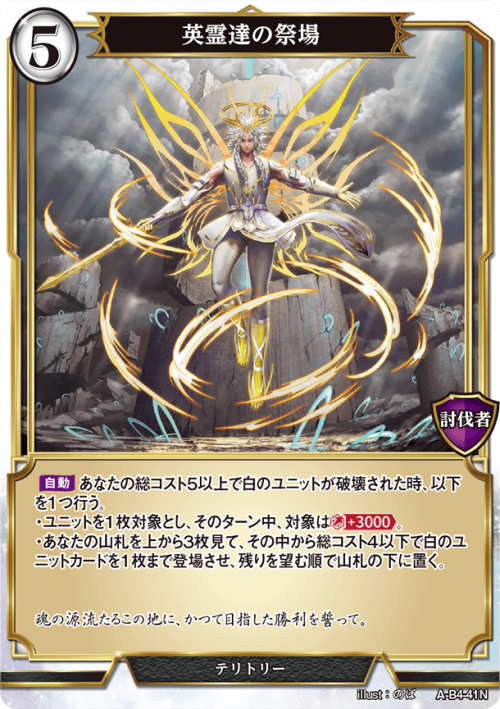 5
英霊達の祭場
討伐者
自動 あなたの総コスト5以上で白のユニットが破壊された時、以下
を1つ行う。
・ユニットを1枚対象とし、そのターン中、対象は+3000。
・あなたの山札を上から3枚見て、その中から総コスト4以下で白のユ
ニットカードを1枚まで登場させ、残りを望む順で山札の下に置く。
魂の源流たるこの地に、かつて目指した勝利を誓って。
テリトリー
illust：のば A-B4-41N